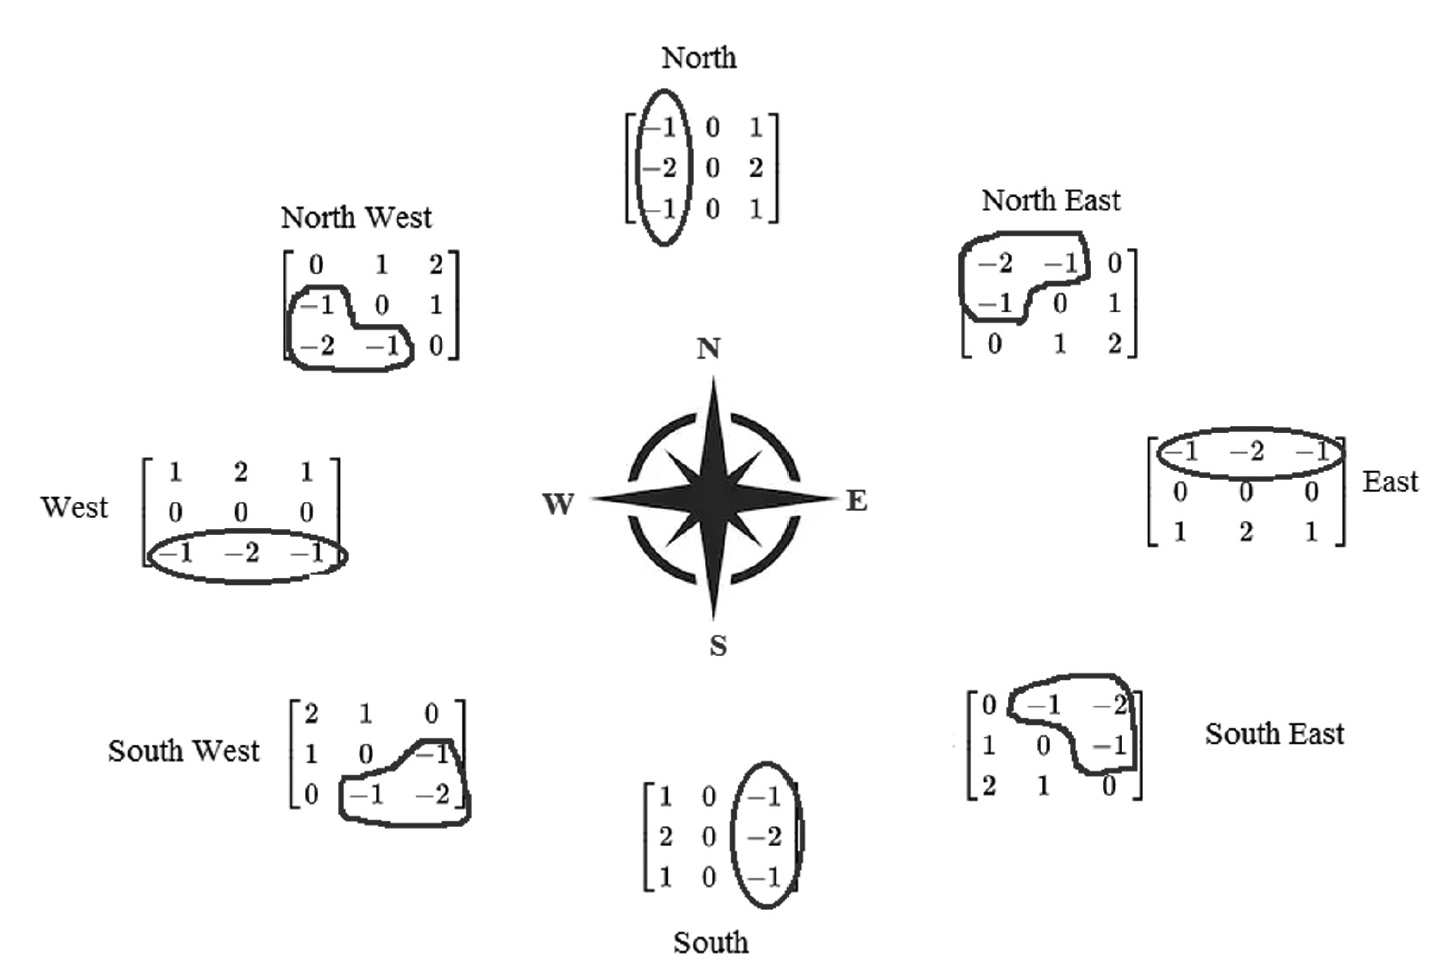 North
-1 0 1
-2 0 2
-1 0 1
North West
0 1 2
-1 0 1
-2 -1 0
North East
-2 -1 0
-1 0 1
0 1 2
N
W
E
S
West
1 2 1
0 0 0
-1 -2 -1
-1 -2 -1
0 0 0
1 2 1
East
South West
2 1 0
1 0 -1
0 -1 -2
0 -1 -2
1 0 -1
2 1 0
South East
1 0 -1
2 0 -2
1 0 -1
South